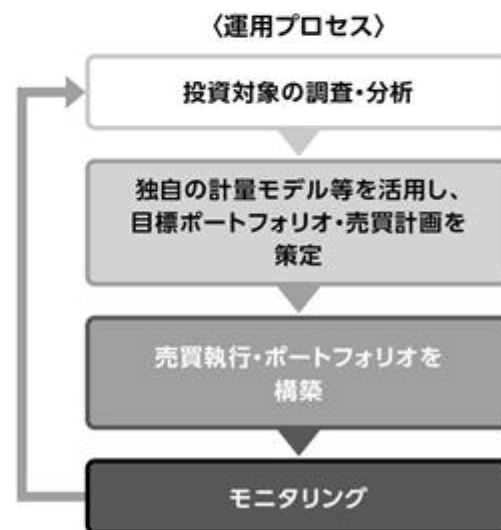 〈運用プロセス〉
投資対象の調査・分析
独自の計量モデル等を活用し、
目標ポートフォリオ・売買計画を
策定
売買執行・ポートフォリオを
構築
モニタリング